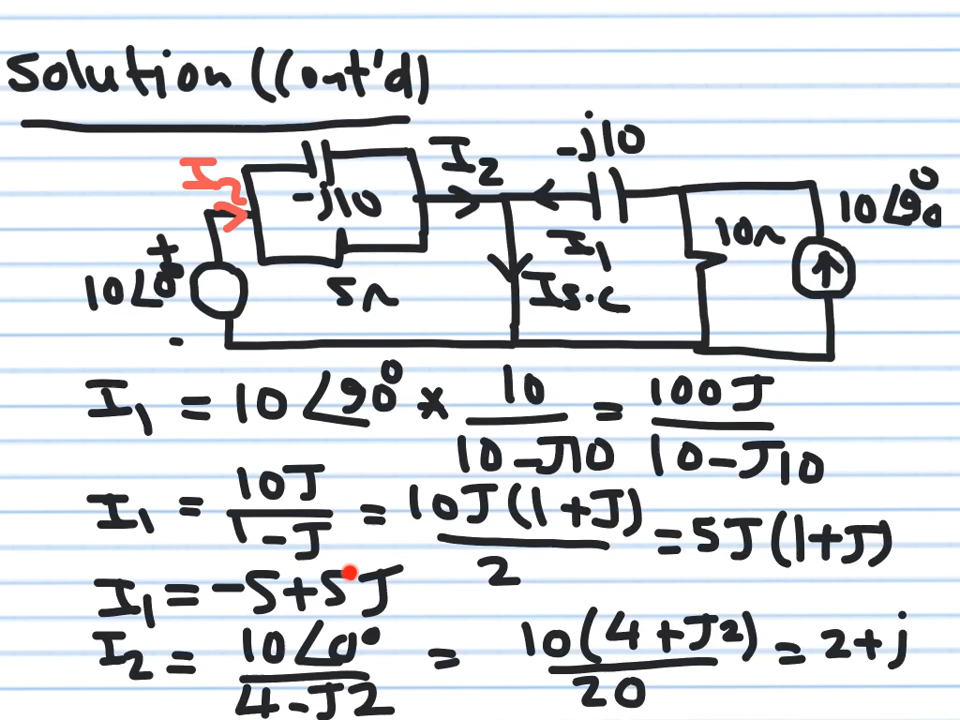 Solution (Cont'd)
I2 -j10 I2 -j10 10∠90°
10∠0° + - 5Ω Is.c I1 10Ω
I1 = 10∠90° * 10/(10-J10) = 100J/(10-J10)
I1 = 10J/(1-J) = 10J(1+J)/2 = 5J(1+J)
I1 = -5+5J
I2 = 10∠0°/(4-J2) = 10(4+J2)/20 = 2+j